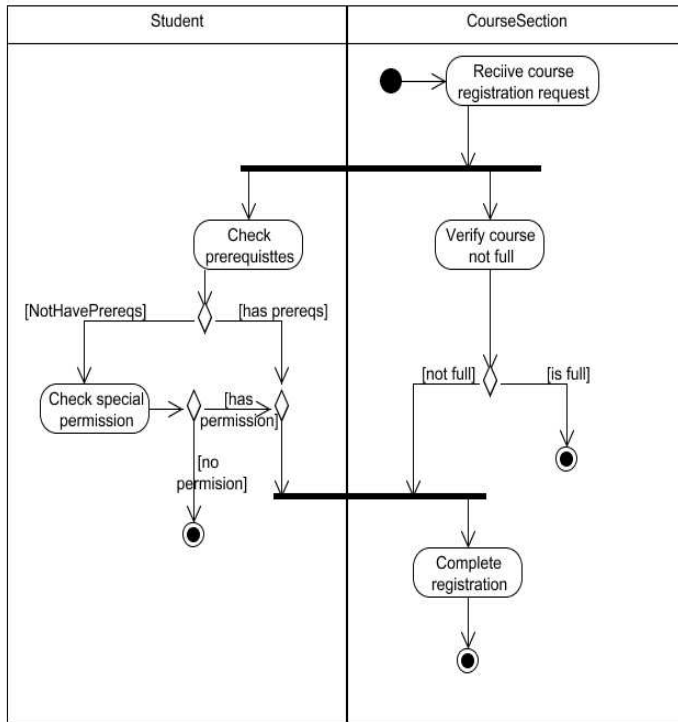 Student
CourseSection
Reciive course
registration request
Check
prerequisttes
Verify course
not full
[NotHavePrereqs]
[has prereqs]
[not full]
[is full]
Check special
permission
[has
permission]
[no
permision]
Complete
registration